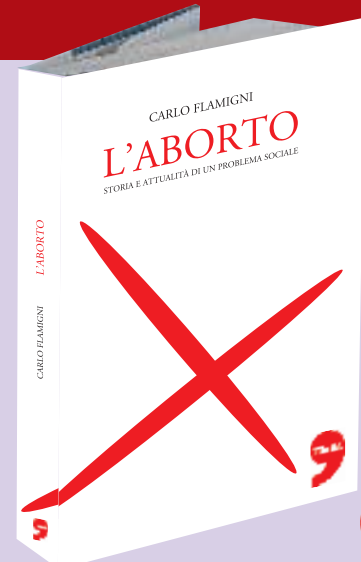 CARLO FLAMIGNI
L'ABORTO
STORIA E ATTUALITÀ DI UN PROBLEMA SOCIALE
CARLO FLAMIGNI L'ABORTO